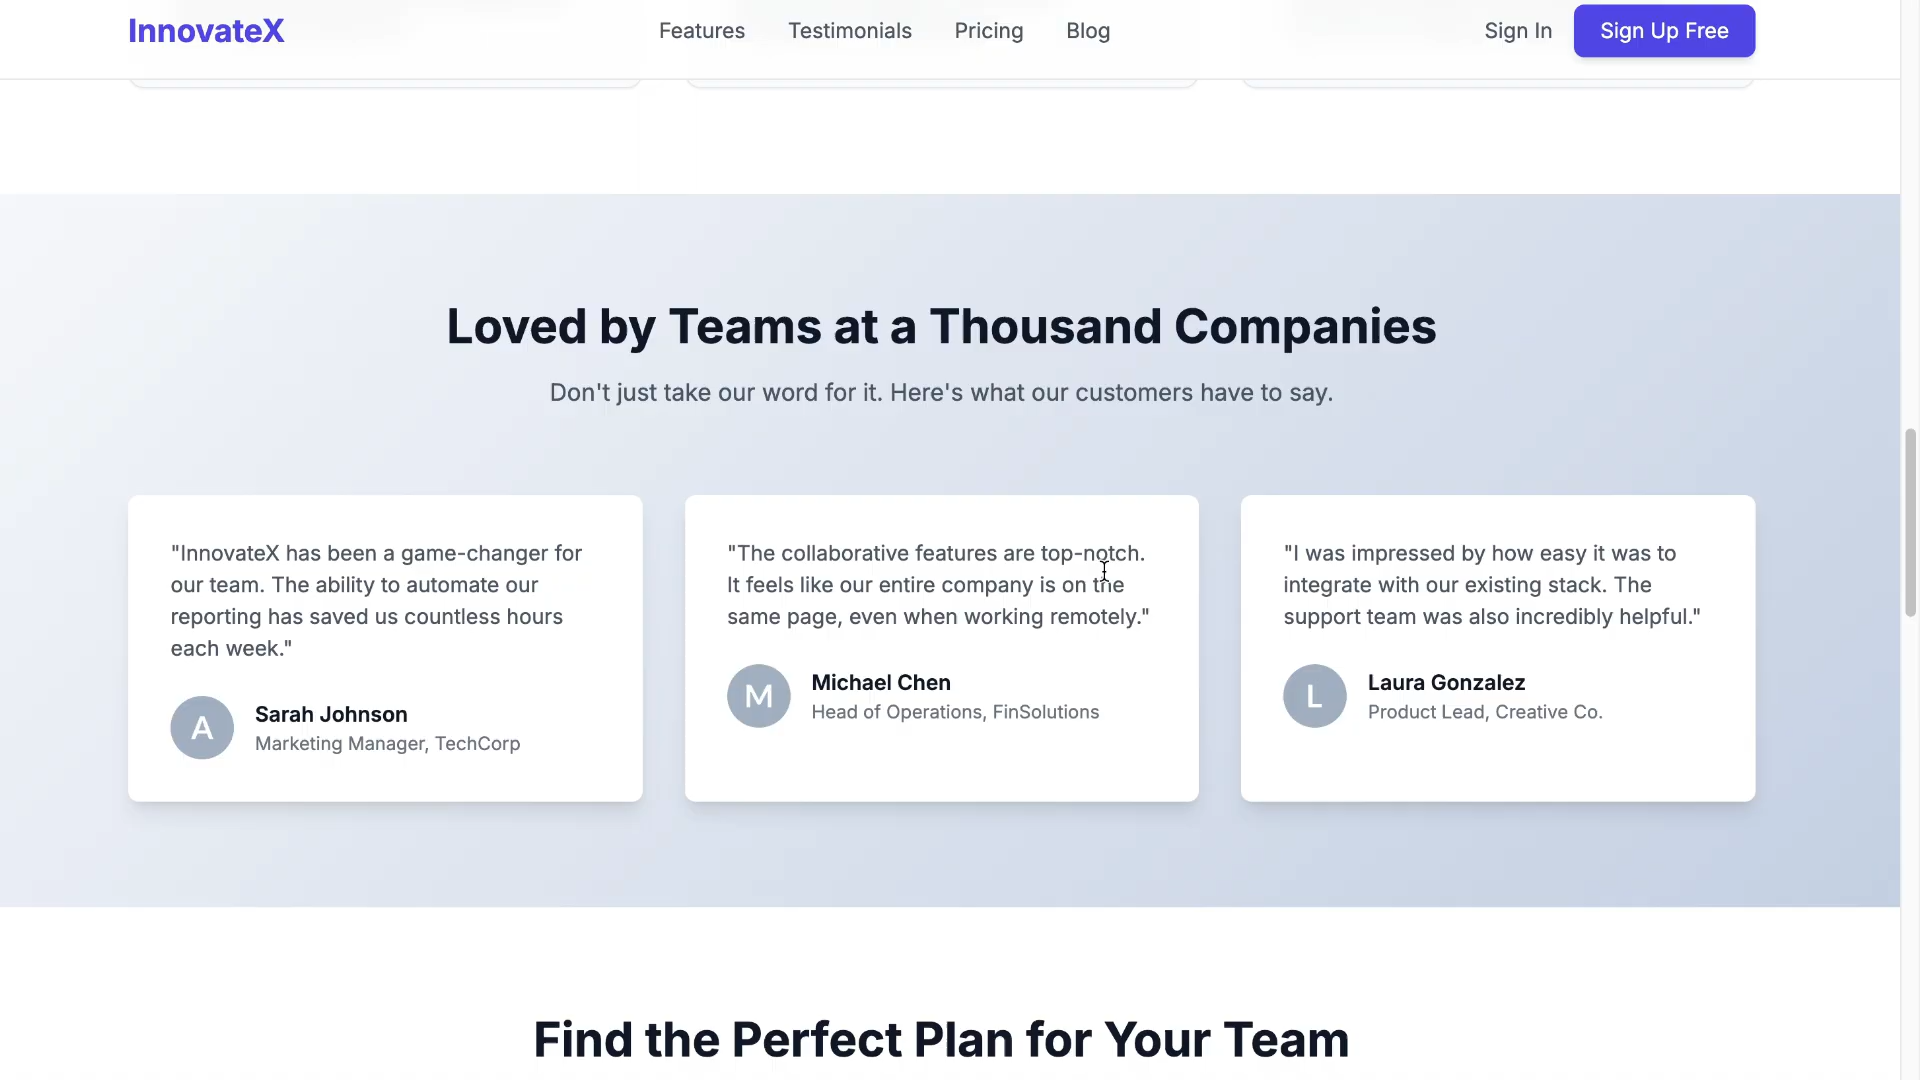 InnovateX
Features
Testimonials
Pricing
Blog
Sign In
Sign Up Free
Loved by Teams at a Thousand Companies
Don't just take our word for it. Here's what our customers have to say.
"InnovateX has been a game-changer for
our team. The ability to automate our
reporting has saved us countless hours
each week."
A
Sarah Johnson
Marketing Manager, TechCorp
"The collaborative features are top-notch.
It feels like our entire company is on the
same page, even when working remotely."
M
Michael Chen
Head of Operations, FinSolutions
"I was impressed by how easy it was to
integrate with our existing stack. The
support team was also incredibly helpful."
L
Laura Gonzalez
Product Lead, Creative Co.
Find the Perfect Plan for Your Team